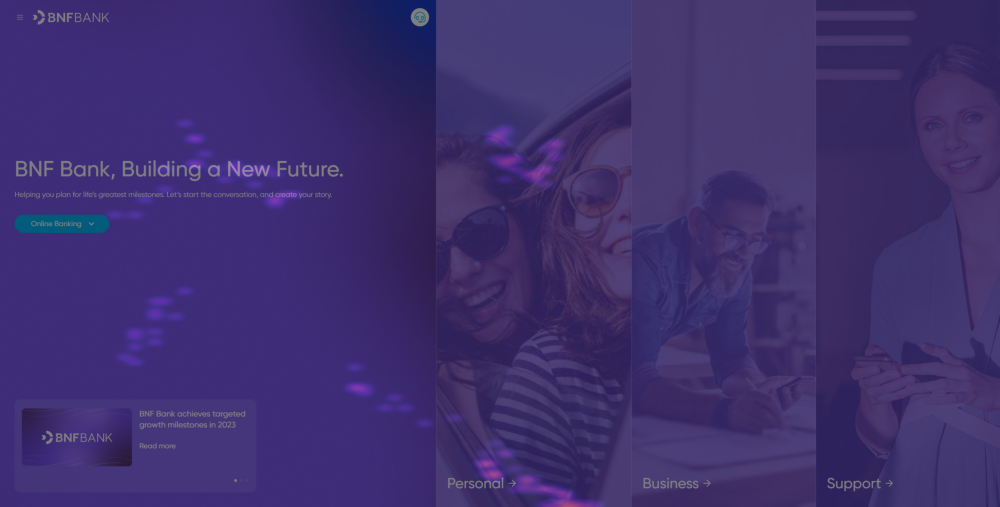 BNFBANK
BNF Bank, Building a New Future.
Helping you plan for life's greatest milestones. Let's start the conversation, and create your story.
Online Banking
BNFBANK
BNF Bank achieves targeted
growth milestones in 2023
Read more
Personal →
Business →
Support →